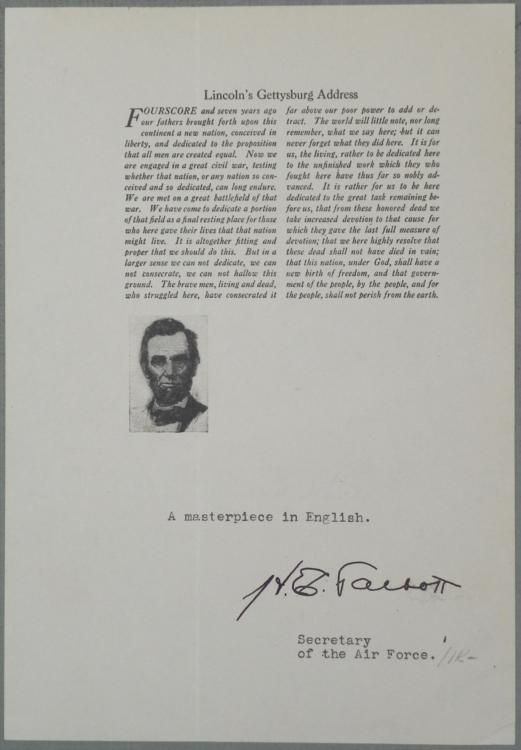 Lincoln's Gettysburg Address
FOURSCORE and seven years ago
our fathers brought forth upon this
continent a new nation, conceived in
liberty, and dedicated to the proposition
that all men are created equal. Now we
are engaged in a great civil war, testing
whether that nation, or any nation so con-
ceived and so dedicated, can long endure.
We are met on a great battlefield of that
war. We have come to dedicate a portion
of that field as a final resting place for those
who here gave their lives that that nation
might live. It is altogether fitting and
proper that we should do this. But in a
larger sense we can not dedicate, we can
not consecrate, we can not hallow this
ground. The brave men, living and dead,
who struggled here, have consecrated it
far above our poor power to add or de-
tract. The world will little note, nor long
remember, what we say here; but it can
never forget what they did here. It is for
us, the living, rather to be dedicated here
to the unfinished work which they who
fought here have thus far so nobly ad-
vanced. It is rather for us to be here
dedicated to the great task remaining be-
fore us, that from these honored dead we
take increased devotion to that cause for
which they gave the last full measure of
devotion; that we here highly resolve that
these dead shall not have died in vain;
that this nation, under God, shall have a
new birth of freedom, and that govern-
ment of the people, by the people, and for
the people, shall not perish from the earth.
A masterpiece in English.
H. E. Talbott
Secretary
of the Air Force.